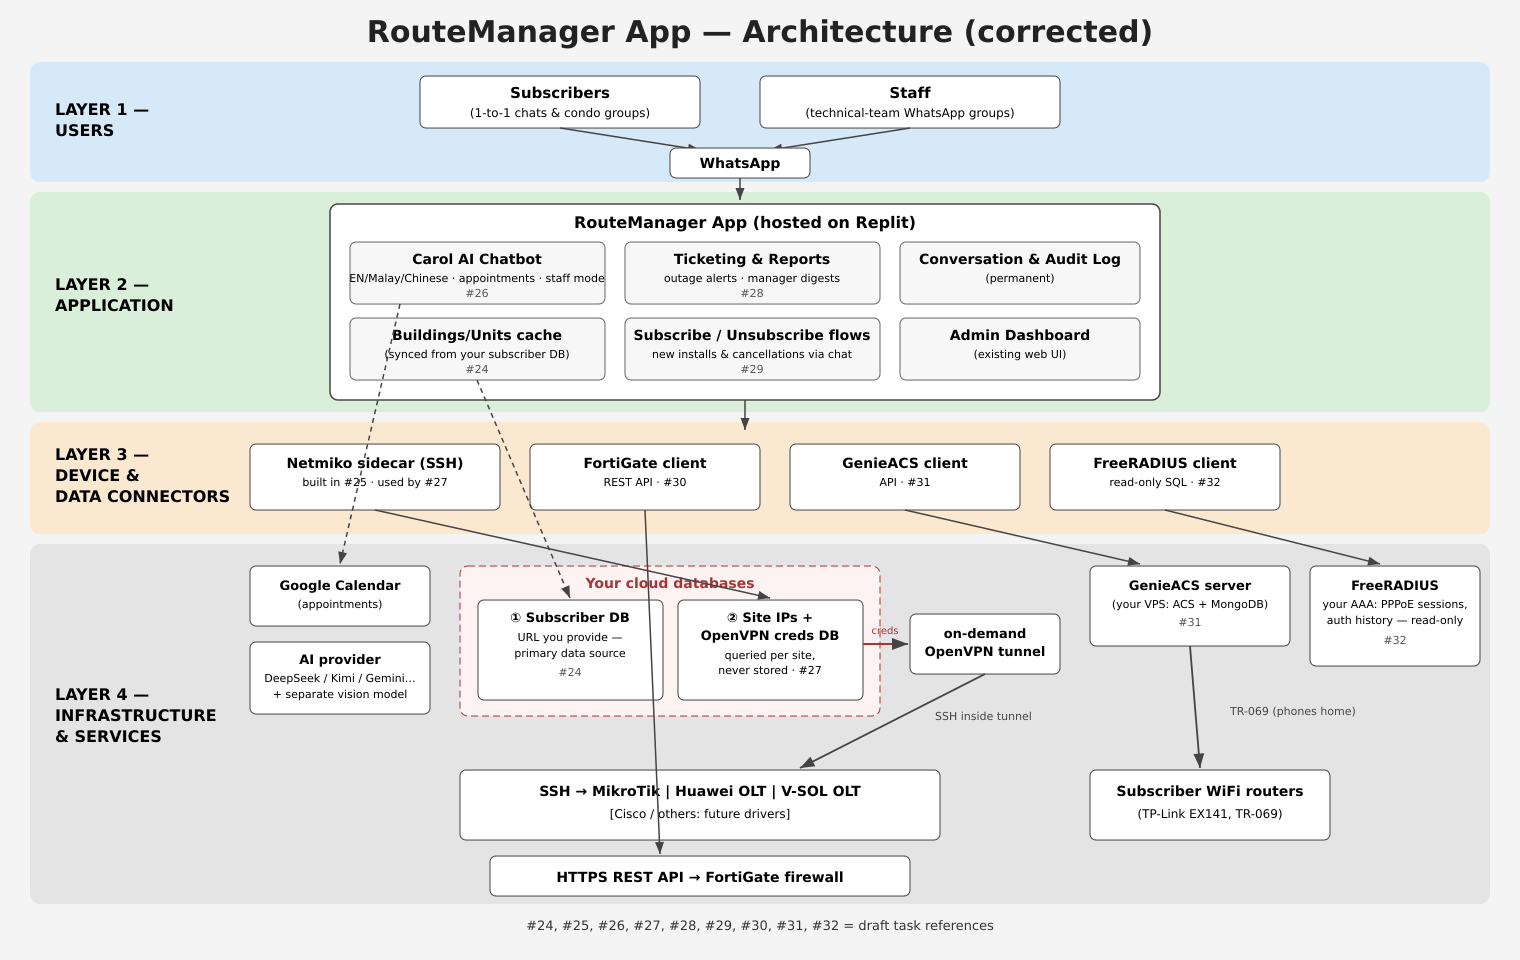 RouteManager App — Architecture (corrected)
LAYER 1 —
USERS
Subscribers
(1-to-1 chats & condo groups)
Staff
(technical-team WhatsApp groups)
WhatsApp
LAYER 2 —
APPLICATION
RouteManager App (hosted on Replit)
Carol AI Chatbot
EN/Malay/Chinese · appointments · staff mode
#26
Ticketing & Reports
outage alerts · manager digests
#28
Conversation & Audit Log
(permanent)
Buildings/Units cache
(synced from your subscriber DB)
#24
Subscribe / Unsubscribe flows
new installs & cancellations via chat
#29
Admin Dashboard
(existing web UI)
LAYER 3 —
DEVICE &
DATA CONNECTORS
Netmiko sidecar (SSH)
built in #25 · used by #27
FortiGate client
REST API · #30
GenieACS client
API · #31
FreeRADIUS client
read-only SQL · #32
LAYER 4 —
INFRASTRUCTURE
& SERVICES
Google Calendar
(appointments)
AI provider
DeepSeek / Kimi / Gemini...
+ separate vision model
Your cloud databases
① Subscriber DB
URL you provide —
primary data source
#24
② Site IPs +
OpenVPN creds DB
queried per site,
never stored · #27
creds
on-demand
OpenVPN tunnel
SSH inside tunnel
GenieACS server
(your VPS: ACS + MongoDB)
#31
FreeRADIUS
your AAA: PPPoE sessions,
auth history — read-only
#32
TR-069 (phones home)
SSH → MikroTik | Huawei OLT | V-SOL OLT
[Cisco / others: future drivers]
Subscriber WiFi routers
(TP-Link EX141, TR-069)
HTTPS REST API → FortiGate firewall
#24, #25, #26, #27, #28, #29, #30, #31, #32 = draft task references